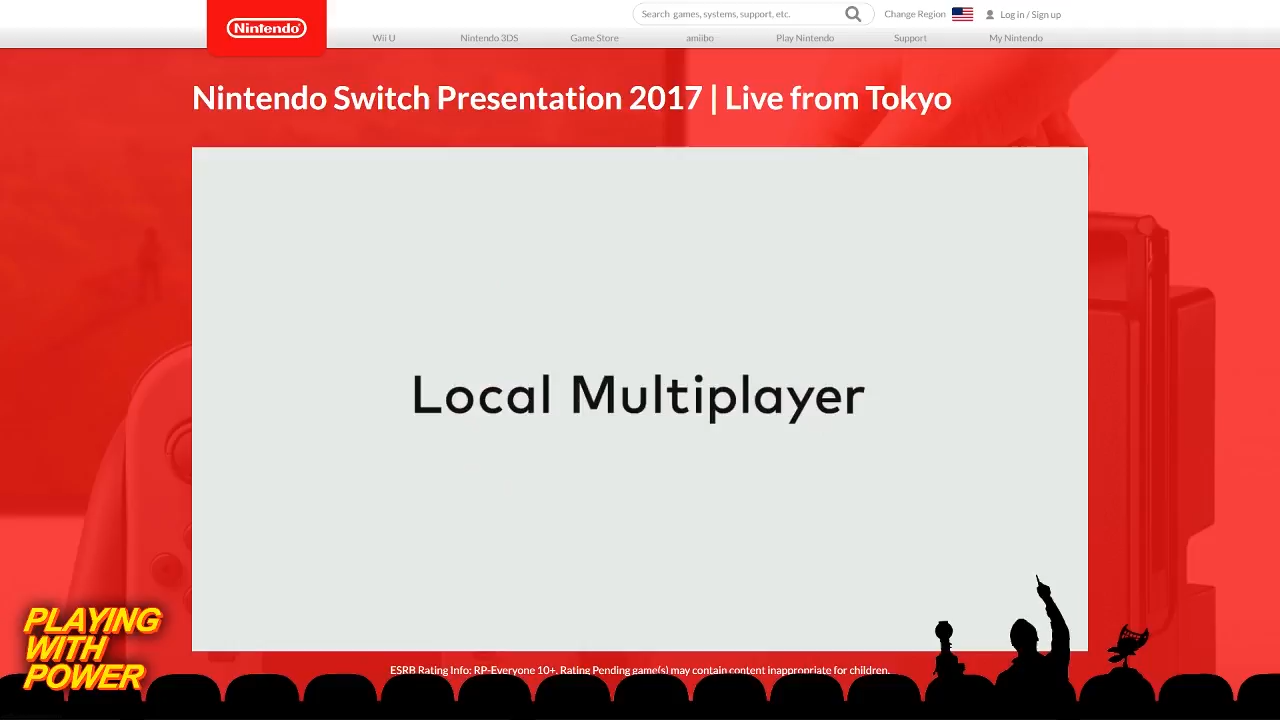 Nintendo
Search games, systems, support, etc.
Change Region
Log in / Sign up
Wii U
Nintendo 3DS
Game Store
amiibo
Play Nintendo
Support
My Nintendo
Nintendo Switch Presentation 2017 | Live from Tokyo
Local Multiplayer
PLAYING
WITH
POWER
ESRB Rating Info: RP-Everyone 10+. Rating Pending game(s) may contain content inappropriate for children.